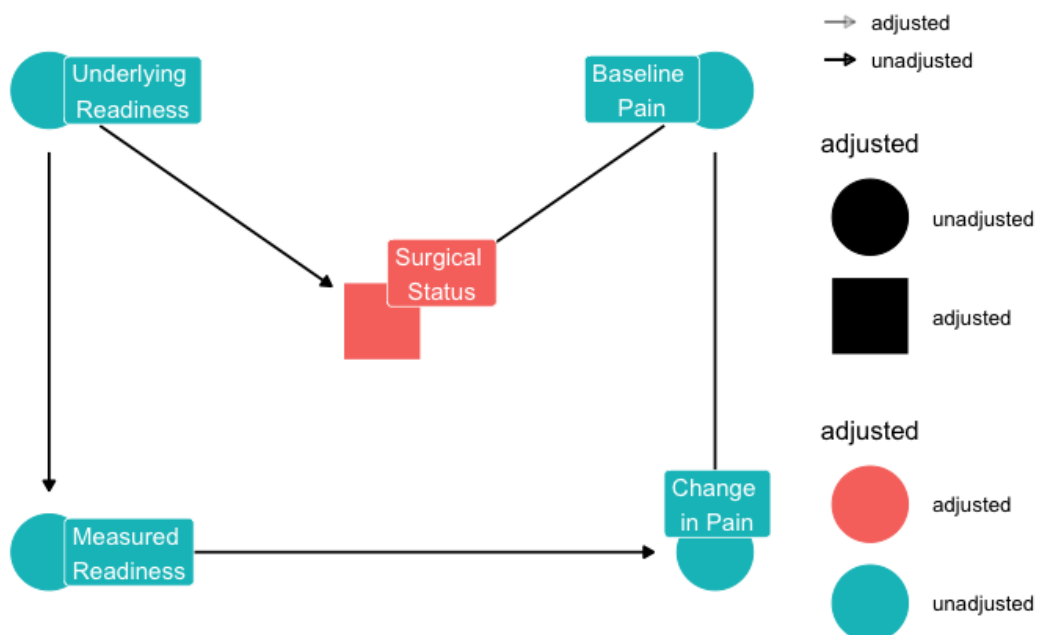 Underlying
Readiness
Baseline
Pain
Surgical
Status
Measured
Readiness
Change
in Pain
adjusted
unadjusted
adjusted
unadjusted
adjusted
adjusted
adjusted
unadjusted